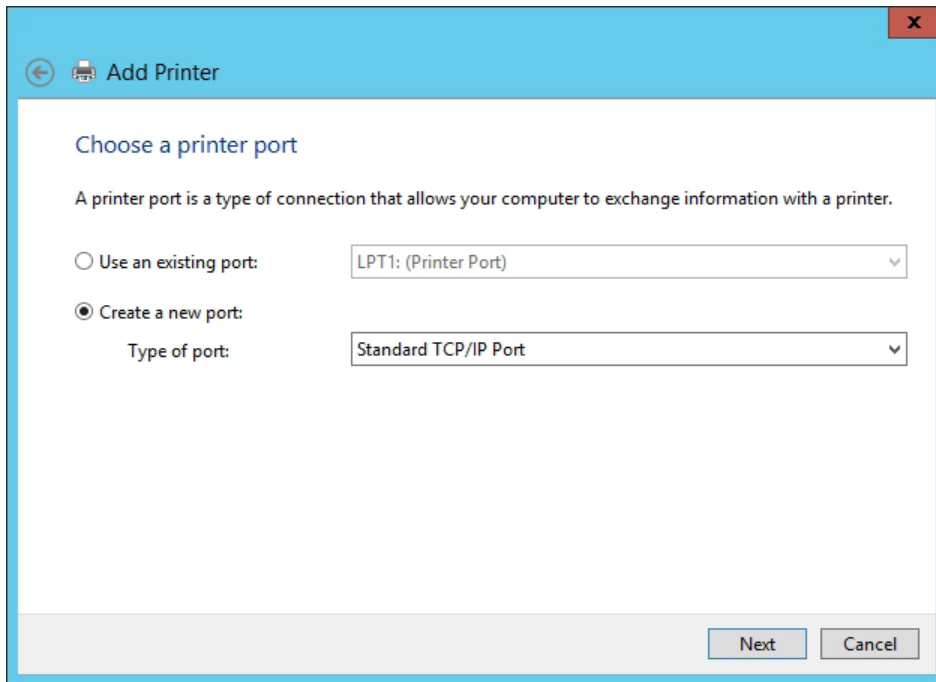 x
Add Printer
Choose a printer port
A printer port is a type of connection that allows your computer to exchange information with a printer.
Use an existing port: LPT1: (Printer Port)
Create a new port:
Type of port: Standard TCP/IP Port
Next Cancel